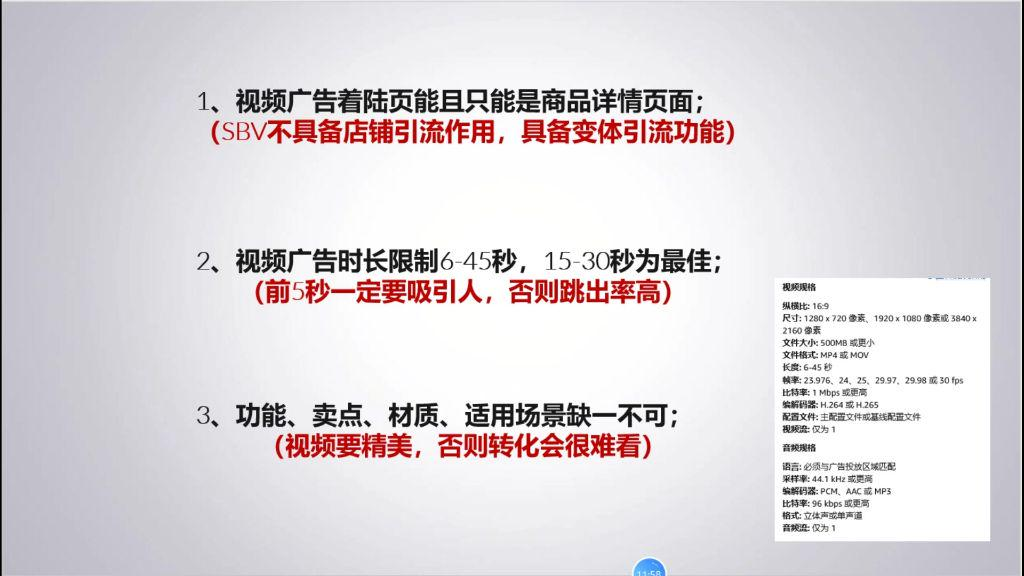 1、视频广告着陆页能且只能是商品详情页面；
（SBV不具备店铺引流作用，具备变体引流功能）
2、视频广告时长限制6-45秒，15-30秒为最佳；
（前5秒一定要吸引人，否则跳出率高）
3、功能、卖点、材质、适用场景缺一不可；
（视频要精美，否则转化会很难看）
视频规格
纵横比: 16:9
尺寸: 1280 x 720 像素、1920 x 1080 像素或 3840 x
2160 像素
文件大小: 500MB 或更小
文件格式: MP4 或 MOV
长度: 6-45 秒
帧率: 23.976、24、25、29.97、29.98 或 30 fps
比特率: 1 Mbps 或更高
编解码器: H.264 或 H.265
配置文件: 主配置文件或基线配置文件
视频流: 仅为 1
音频规格
语言: 必须与广告投放区域匹配
采样率: 44.1 kHz 或更高
编解码器: PCM、AAC 或 MP3
比特率: 96 kbps 或更高
格式: 立体声或单声道
音频流: 仅为 1
11:58